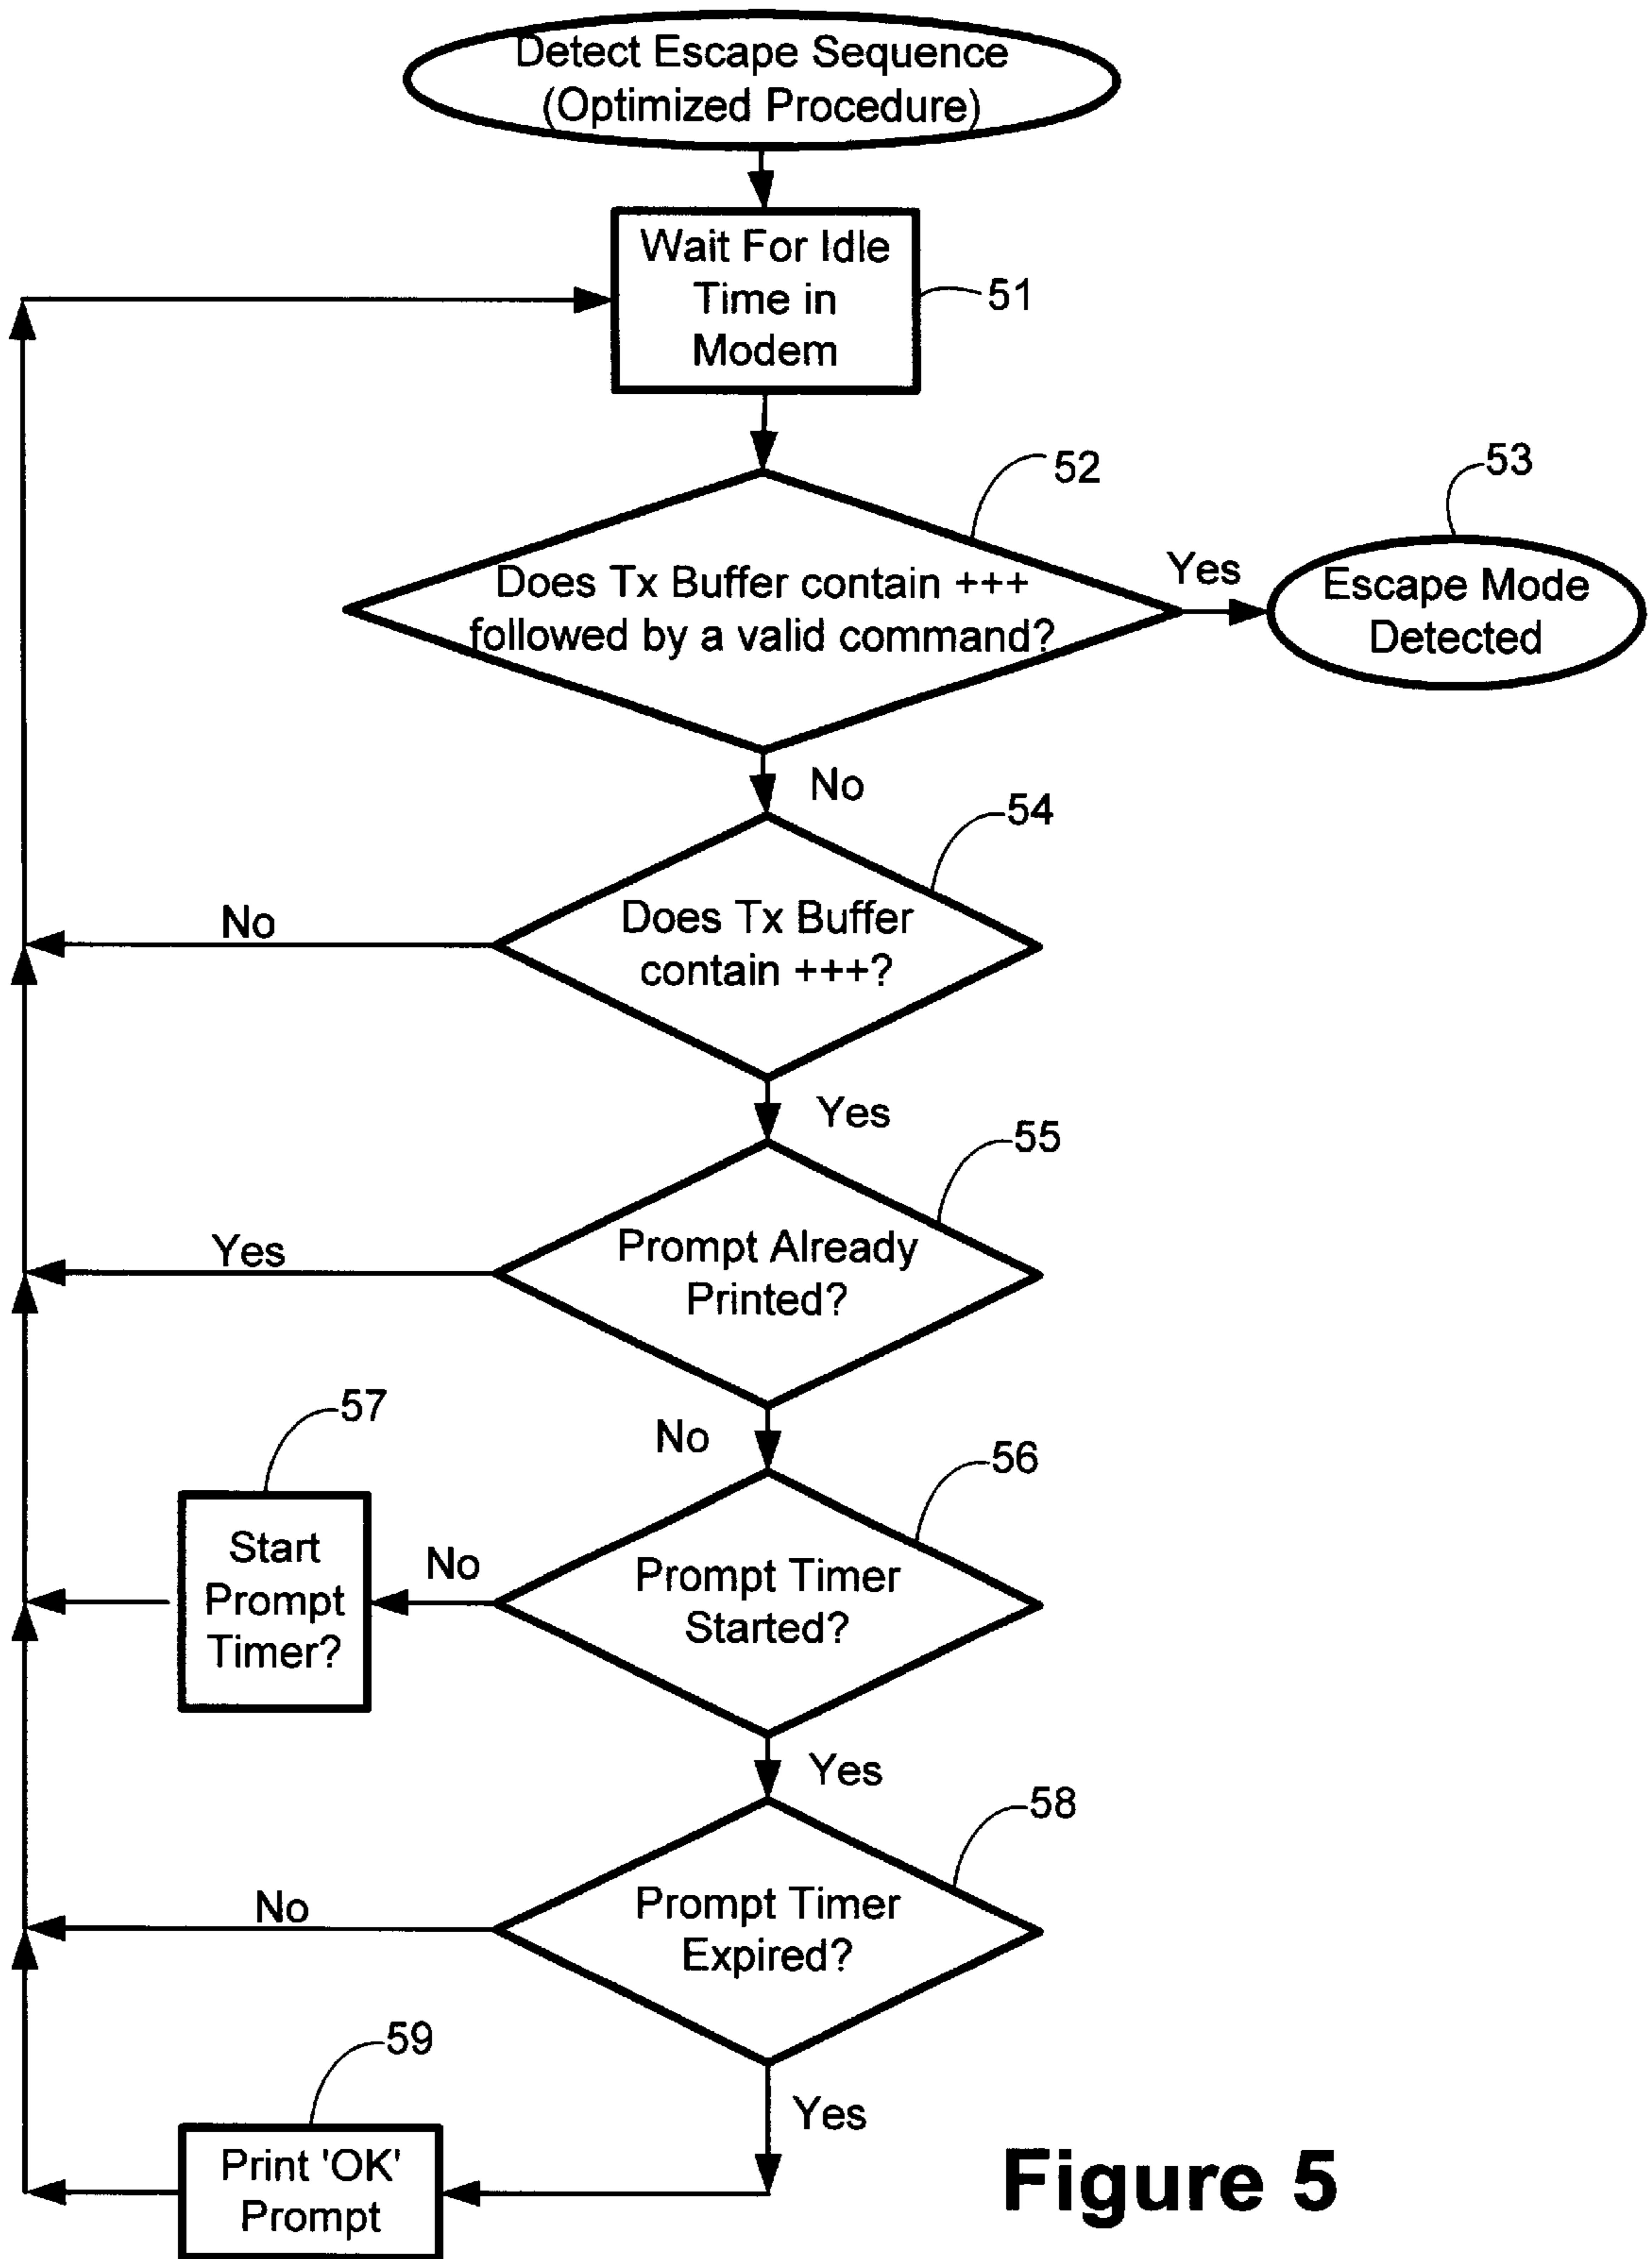 Detect Escape Sequence
(Optimized Procedure)
Wait For Idle
Time in
Modem
51
52
53
Does Tx Buffer contain +++
followed by a valid command?
Yes
Escape Mode
Detected
No
54
Does Tx Buffer
contain +++?
No
Yes
55
Prompt Already
Printed?
Yes
No
56
57
Start
Prompt
Timer?
No
Prompt Timer
Started?
Yes
58
Prompt Timer
Expired?
No
Yes
59
Print 'OK'
Prompt
Figure 5